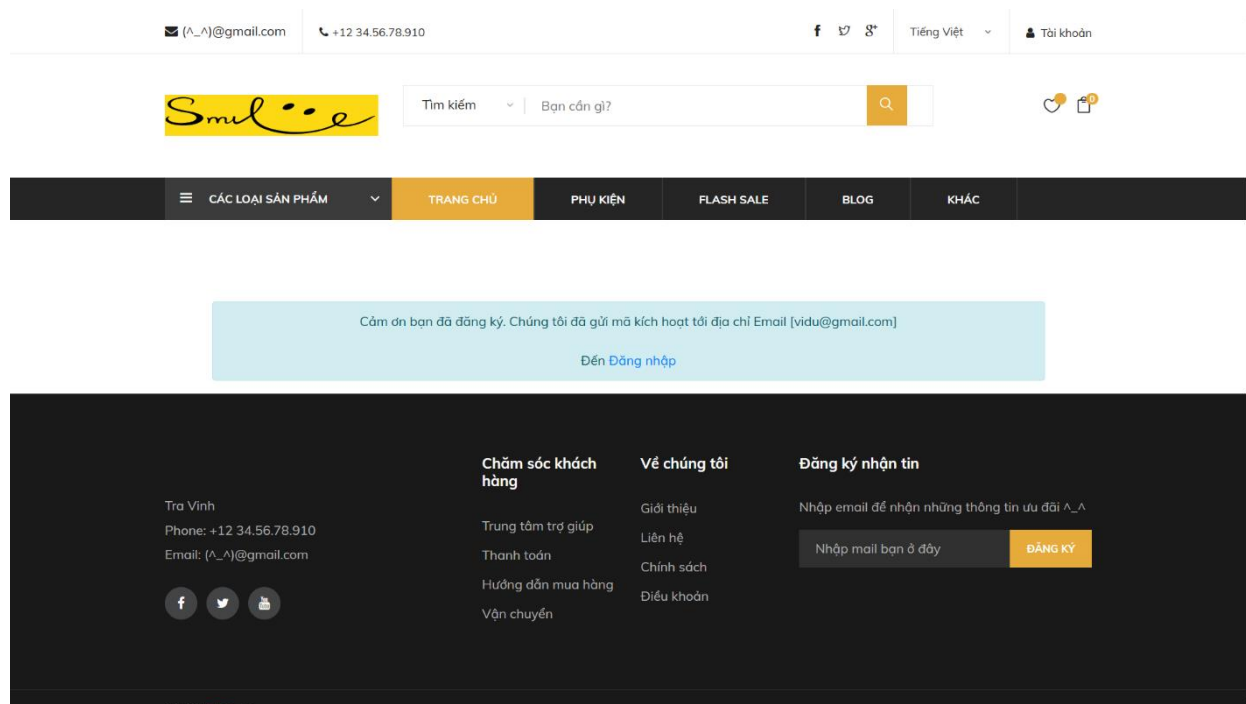 (^_^)@gmail.com
+12 34.56.78.910
Tiếng Việt
Tài khoản
Smile
Tìm kiếm
Bạn cần gì?
0
CÁC LOẠI SẢN PHẨM
TRANG CHỦ
PHỤ KIỆN
FLASH SALE
BLOG
KHÁC
Cảm ơn bạn đã đăng ký. Chúng tôi đã gửi mã kích hoạt tới địa chỉ Email [vidu@gmail.com]
Đến Đăng nhập
Tra Vinh
Phone: +12 34.56.78.910
Email: (^_^)@gmail.com
Chăm sóc khách
hàng
Trung tâm trợ giúp
Thanh toán
Hướng dẫn mua hàng
Vận chuyển
Về chúng tôi
Giới thiệu
Liên hệ
Chính sách
Điều khoản
Đăng ký nhận tin
Nhập email để nhận những thông tin ưu đãi ^_^
Nhập mail bạn ở đây
ĐĂNG KÝ